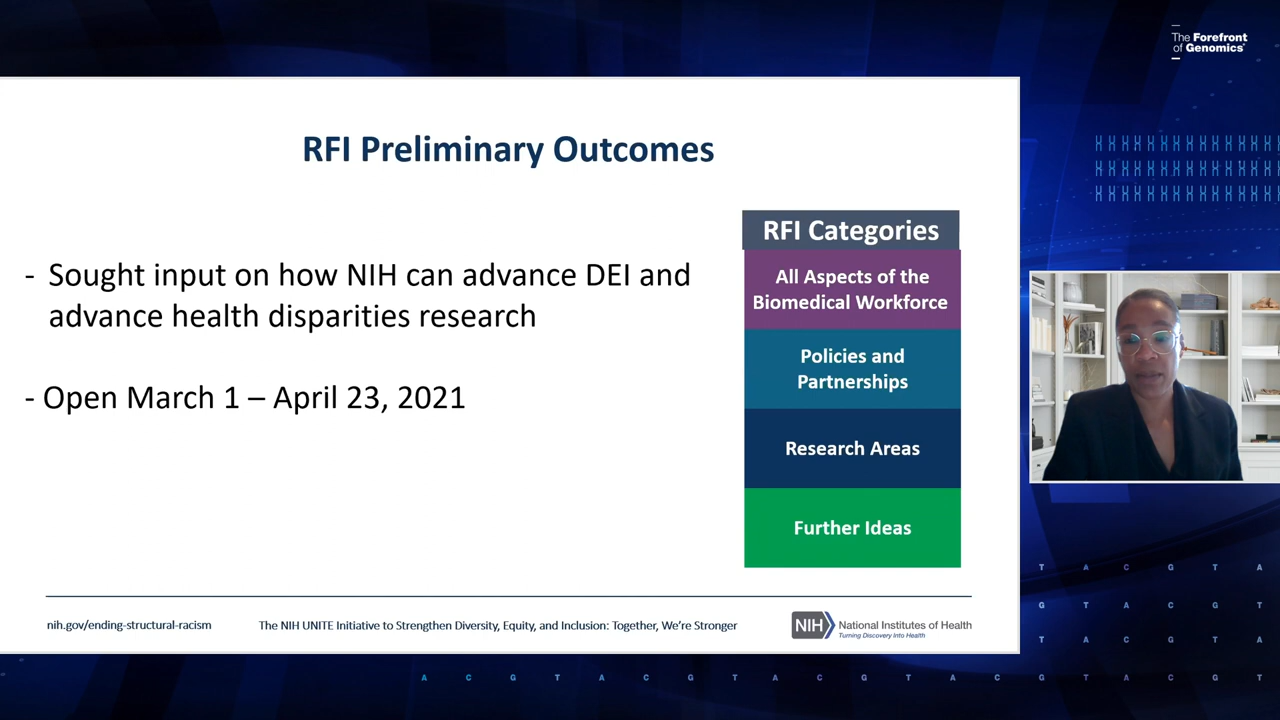 The Forefront
of Genomics
RFI Preliminary Outcomes
- Sought input on how NIH can advance DEI and
advance health disparities research
- Open March 1 – April 23, 2021
RFI Categories
All Aspects of the
Biomedical Workforce
Policies and
Partnerships
Research Areas
Further Ideas
nih.gov/ending-structural-racism
The NIH UNITE Initiative to Strengthen Diversity, Equity, and Inclusion: Together, We’re Stronger
NIH
National Institutes of Health
Turning Discovery Into Health
T A C G T A
G T A C G T
T A C G T A
A C G T A C G T A C G T A C G T A C G T